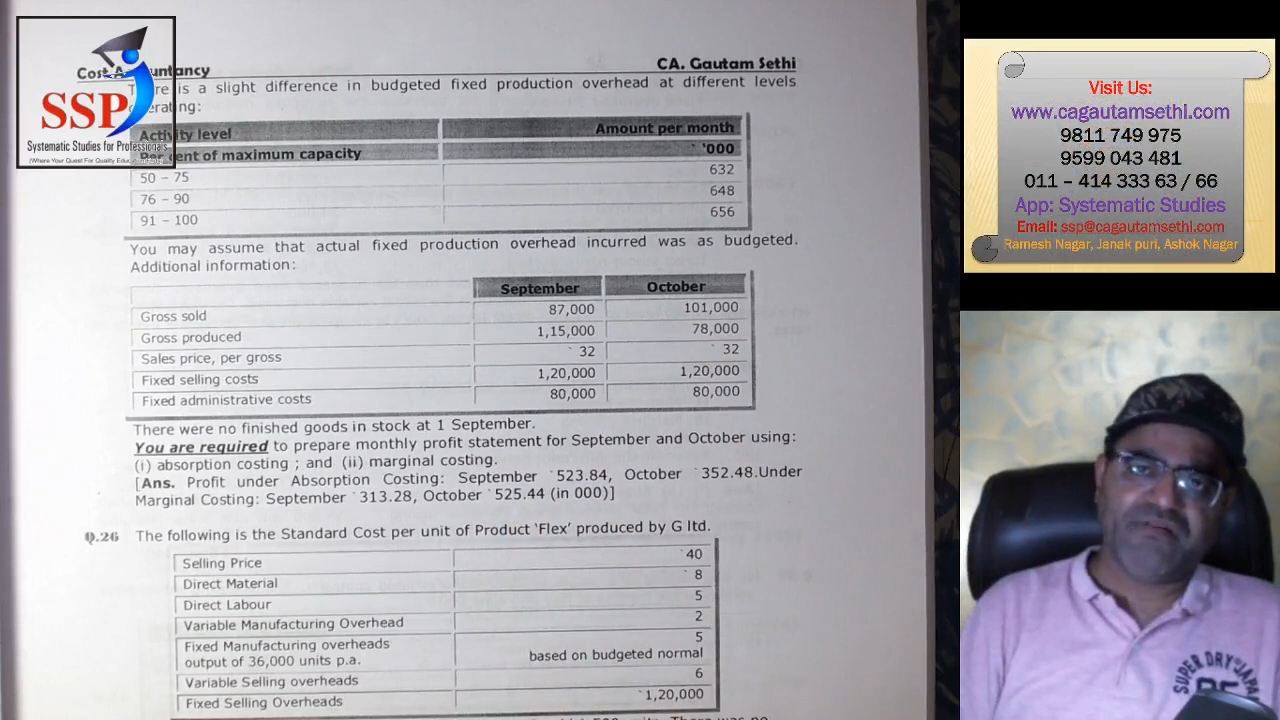 SSP
Systematic Studies for Professionals
(Where Your Quest For Quality
Cost Accountancy
CA. Gautam Sethi
is a slight difference in budgeted fixed production overhead at different levels
operating:
Activity level Amount per month
Per cent of maximum capacity ` '000
50 – 75 632
76 – 90 648
91 – 100 656
You may assume that actual fixed production overhead incurred was as budgeted.
Additional information:
September October
Gross sold 87,000 101,000
Gross produced 1,15,000 78,000
Sales price, per gross ` 32 ` 32
Fixed selling costs 1,20,000 1,20,000
Fixed administrative costs 80,000 80,000
There were no finished goods in stock at 1 September.
You are required to prepare monthly profit statement for September and October using:
(i) absorption costing ; and (ii) marginal costing.
[Ans. Profit under Absorption Costing: September `523.84, October `352.48.Under
Marginal Costing: September `313.28, October `525.44 (in 000)]
Q.26 The following is the Standard Cost per unit of Product 'Flex' produced by G ltd.
Selling Price `40
Direct Material ` 8
Direct Labour 5
Variable Manufacturing Overhead 2
Fixed Manufacturing overheads 5
output of 36,000 units p.a. based on budgeted normal
Variable Selling overheads 6
Fixed Selling Overheads `1,20,000
Visit Us:
www.cagautamsethi.com
9811 749 975
9599 043 481
011 – 414 333 63 / 66
App: Systematic Studies
Email: ssp@cagautamsethi.com
Ramesh Nagar, Janak puri, Ashok Nagar
SUPER DRY JAPA